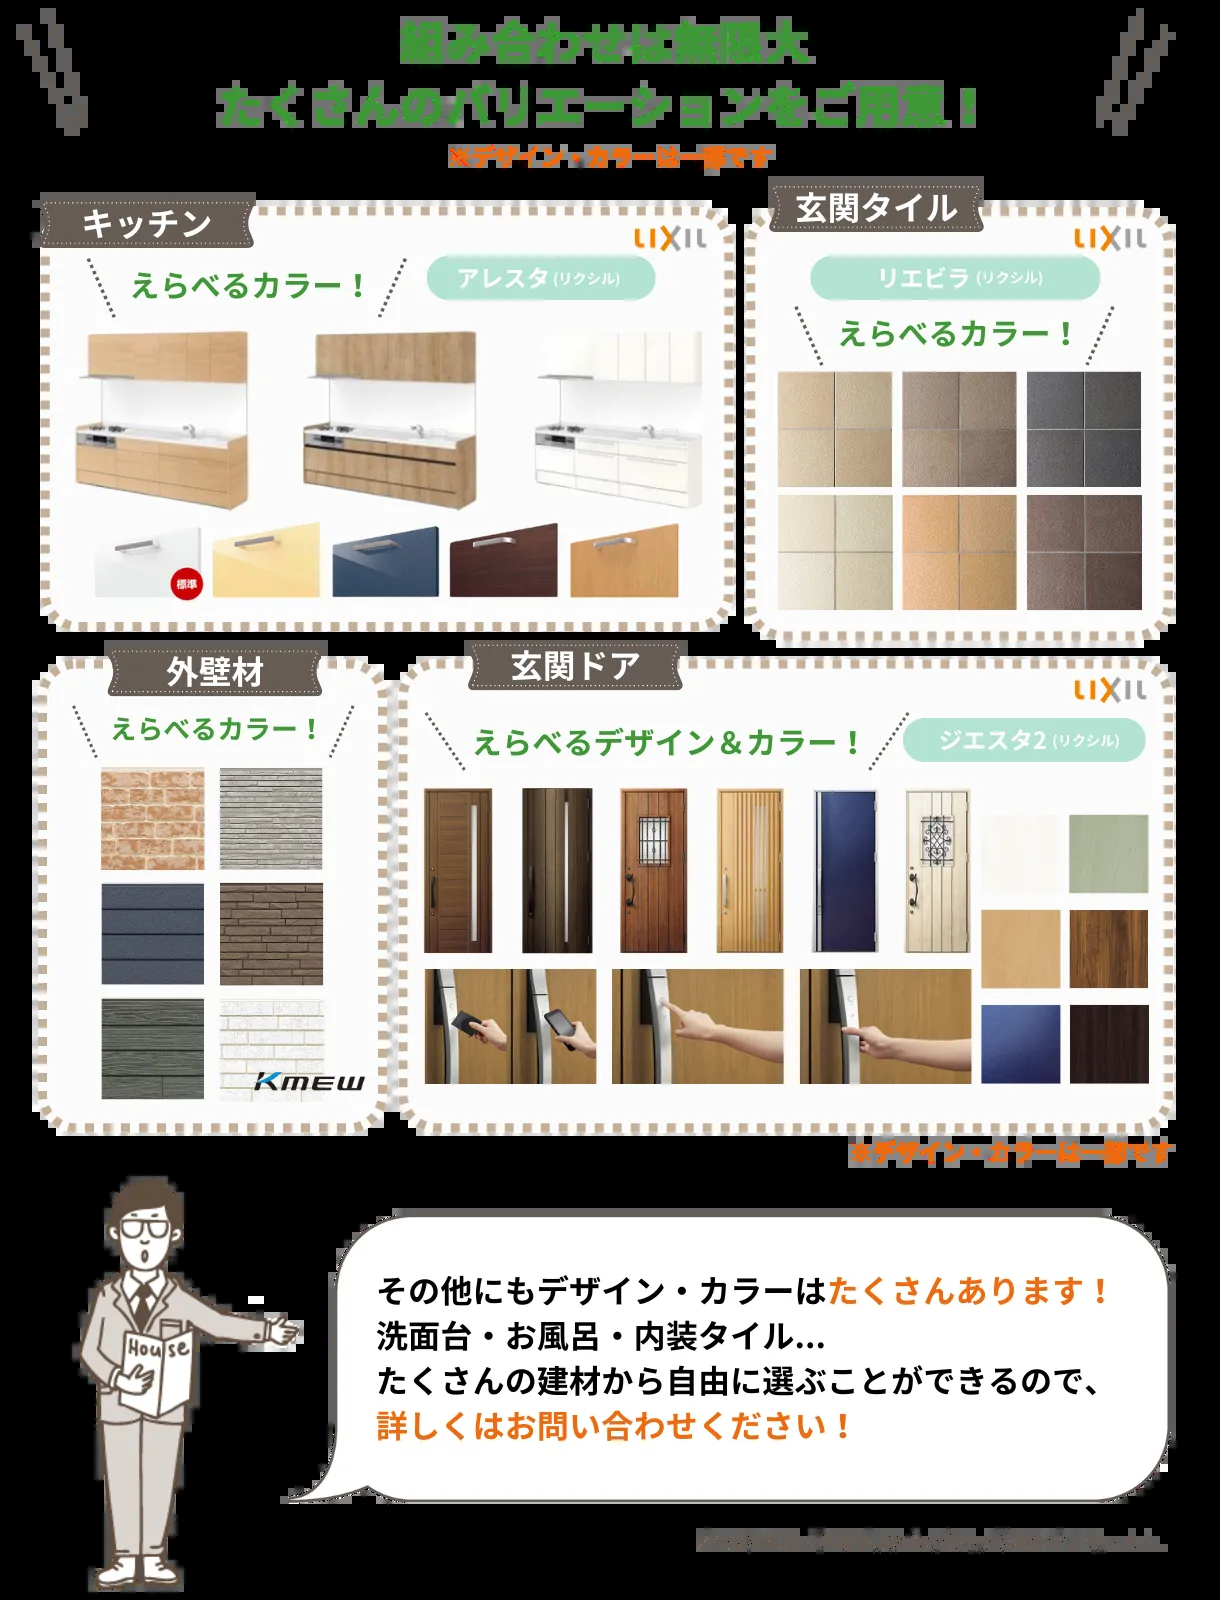 組み合わせは無限大
たくさんのバリエーションをご用意！
※デザイン・カラーは一部です
キッチン
LIXIL
えらべるカラー！
アレスタ(リクシル)
標準
玄関タイル
LIXIL
リエビラ(リクシル)
えらべるカラー！
外壁材
えらべるカラー！
KMEW
玄関ドア
LIXIL
えらべるデザイン＆カラー！
ジエスタ2(リクシル)
※デザイン・カラーは一部です
House
その他にもデザイン・カラーはたくさんあります！
洗面台・お風呂・内装タイル...
たくさんの建材から自由に選ぶことができるので、
詳しくはお問い合わせください！